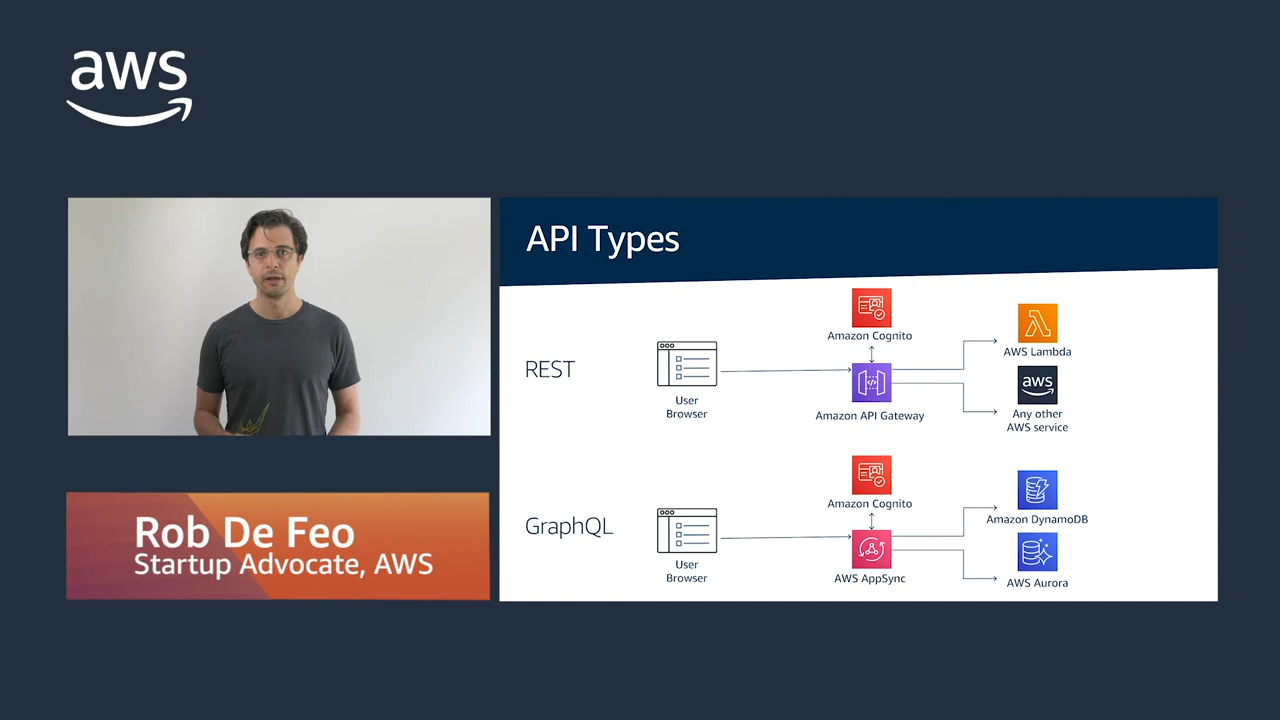 aws
Rob De Feo
Startup Advocate, AWS
API Types
REST
User
Browser
Amazon Cognito
Amazon API Gateway
AWS Lambda
aws
Any other
AWS service
GraphQL
User
Browser
Amazon Cognito
AWS AppSync
Amazon DynamoDB
AWS Aurora